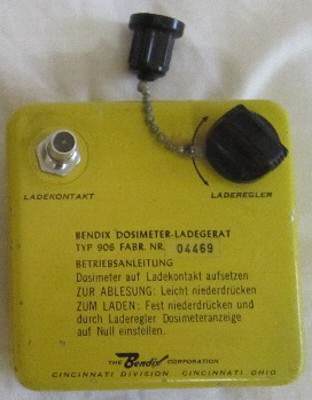 LADEKONTAKT LADEREGLER
BENDIX DOSIMETER-LADEGERAT
TYP 906 FABR. NR. 04469
BETRIEBSANLEITUNG
Dosimeter auf Ladekontakt aufsetzen
ZUR ABLESUNG: Leicht niederdrücken
ZUM LADEN: Fest niederdrücken und
durch Laderegler Dosimeteranzeige
auf Null einstellen.
THE Bendix CORPORATION
CINCINNATI DIVISION CINCINNATI OHIO